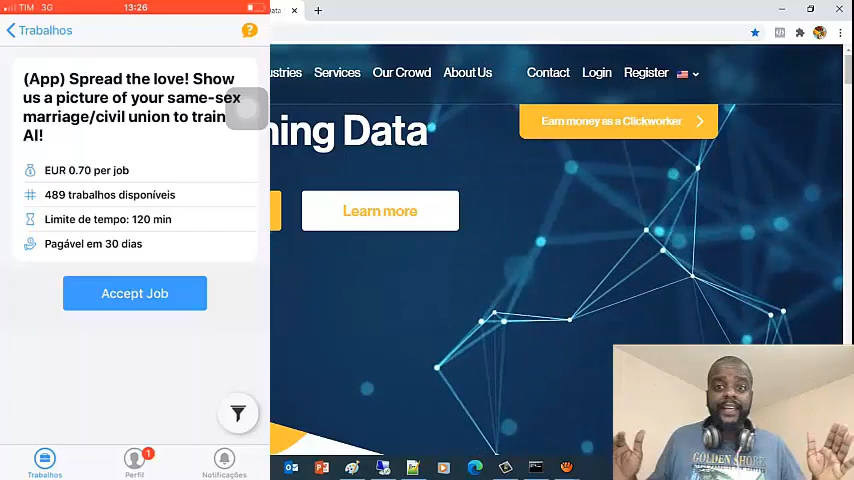 TIM 3G 13:26
Trabalhos
?
(App) Spread the love! Show
us a picture of your same-sex
marriage/civil union to train
AI!
EUR 0.70 per job
489 trabalhos disponíveis
Limite de tempo: 120 min
Pagável em 30 dias
Accept Job
Trabalhos
1
Perfil
Notificações
Data
ustries Services Our Crowd About Us Contact Login Register
ning Data
Earn money as a Clickworker
Learn more
GOLDEN SHORE